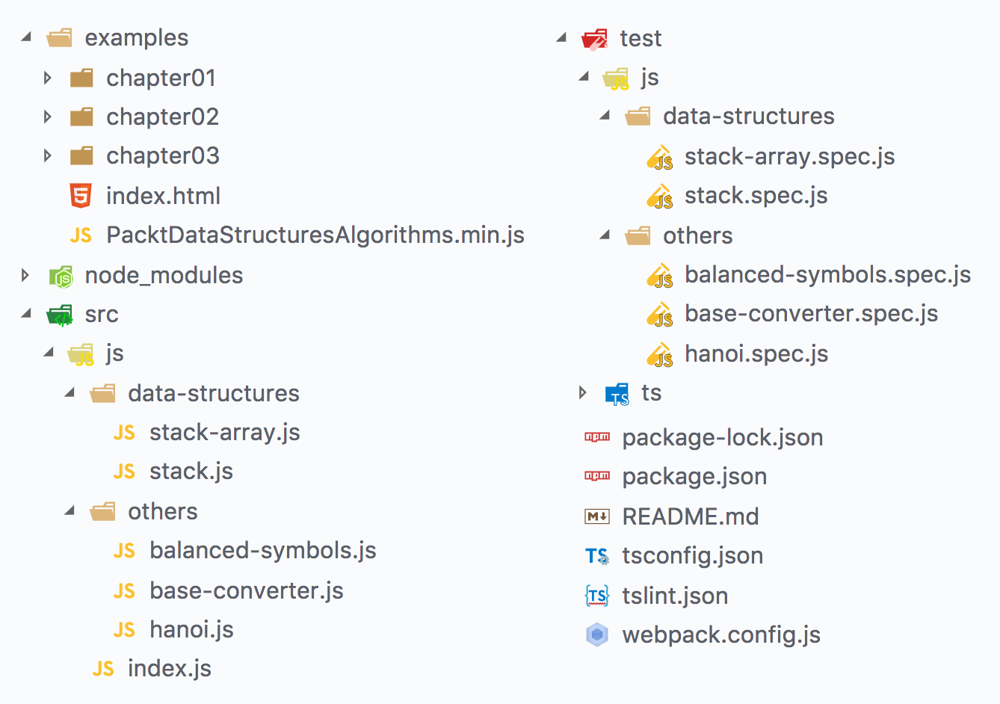 examples
chapter01
chapter02
chapter03
index.html
JS PacktDataStructuresAlgorithms.min.js
node_modules
src
js
data-structures
JS stack-array.js
JS stack.js
others
JS balanced-symbols.js
JS base-converter.js
JS hanoi.js
JS index.js
test
js
data-structures
stack-array.spec.js
stack.spec.js
others
balanced-symbols.spec.js
base-converter.spec.js
hanoi.spec.js
ts
package-lock.json
package.json
README.md
tsconfig.json
tslint.json
webpack.config.js